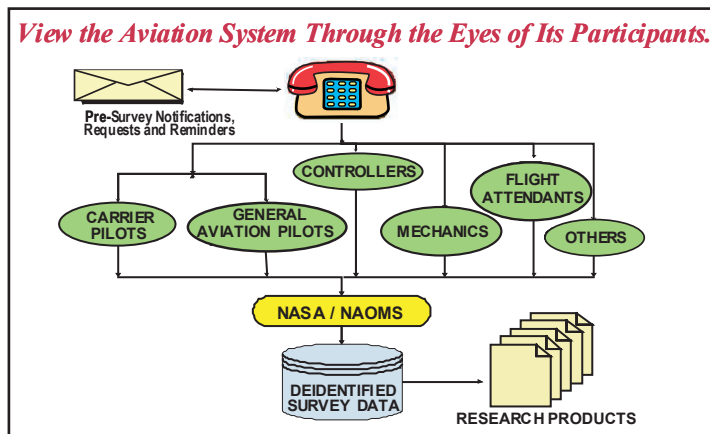 View the Aviation System Through the Eyes of Its Participants.
Pre-Survey Notifications,
Requests and Reminders
CONTROLLERS
FLIGHT
ATTENDANTS
CARRIER
PILOTS
GENERAL
AVIATION PILOTS
MECHANICS
OTHERS
NASA / NAOMS
DEIDENTIFIED
SURVEY DATA
RESEARCH PRODUCTS